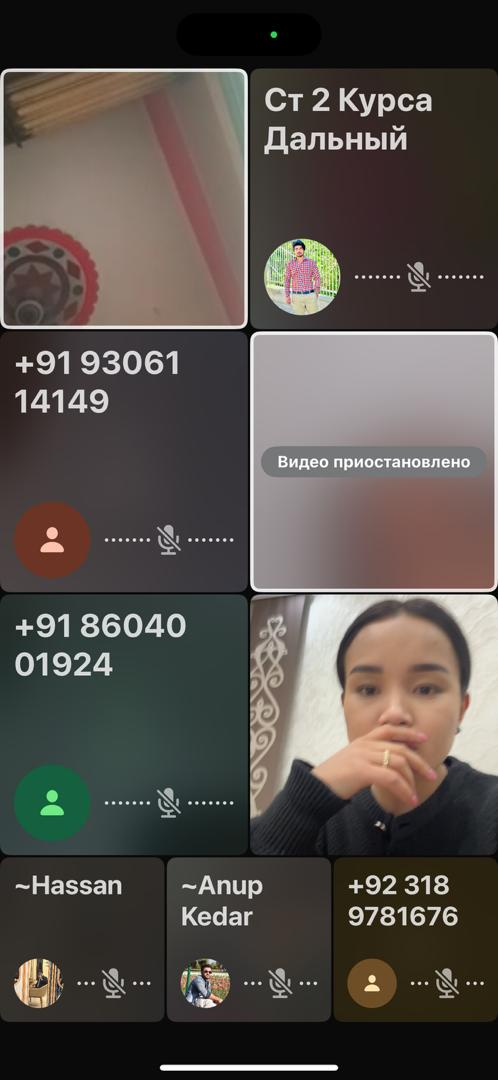 Ст 2 Курса
Дальный
+91 93061
14149
Видео приостановлено
+91 86040
01924
~Hassan
~Anup
Kedar
+92 318
9781676